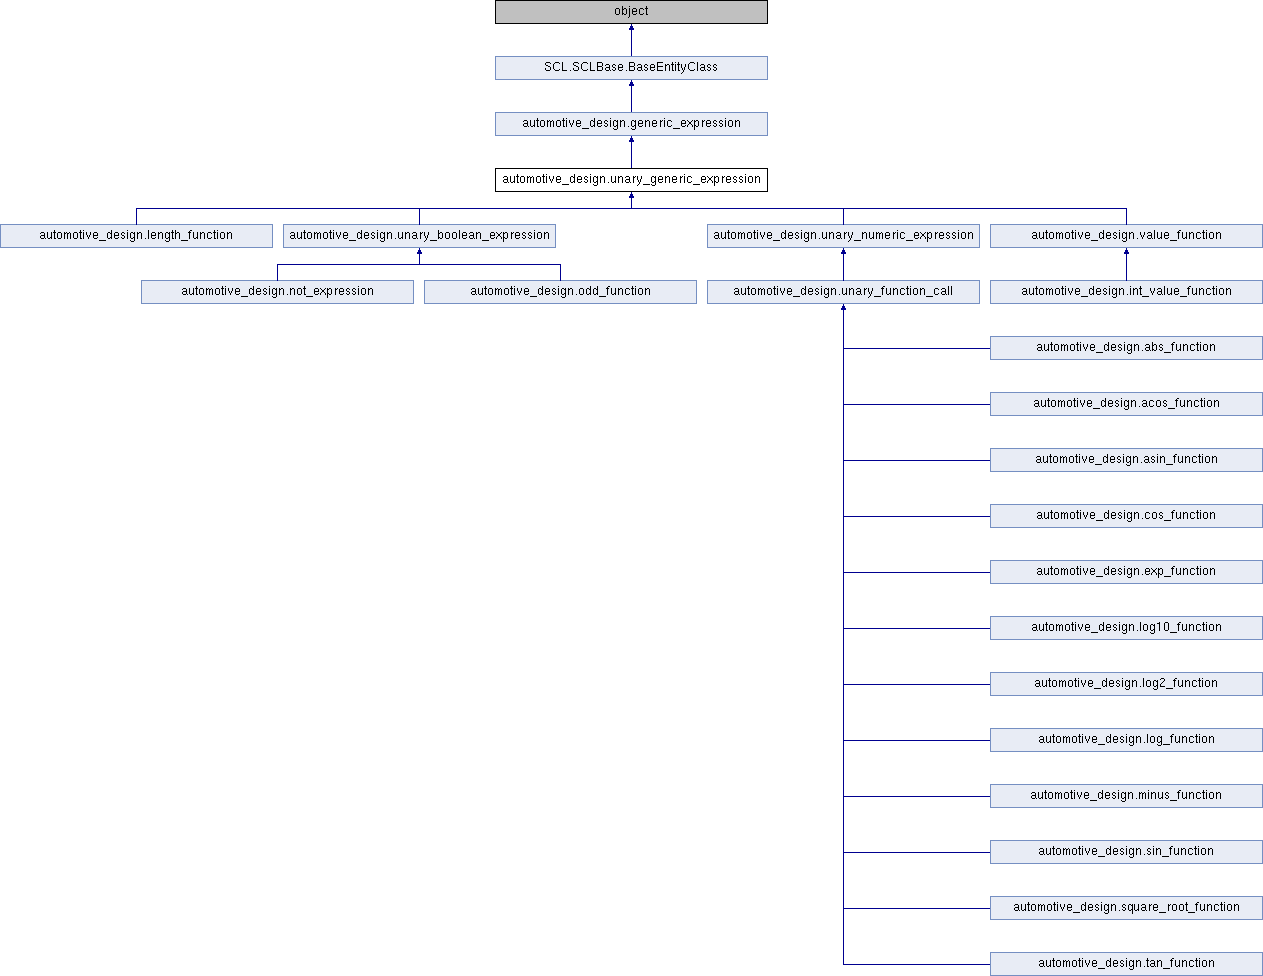 object
SCL.SCLBase.BaseEntityClass
automotive_design.generic_expression
automotive_design.unary_generic_expression
automotive_design.length_function
automotive_design.unary_boolean_expression
automotive_design.unary_numeric_expression
automotive_design.value_function
automotive_design.not_expression
automotive_design.odd_function
automotive_design.unary_function_call
automotive_design.int_value_function
automotive_design.abs_function
automotive_design.acos_function
automotive_design.asin_function
automotive_design.cos_function
automotive_design.exp_function
automotive_design.log10_function
automotive_design.log2_function
automotive_design.log_function
automotive_design.minus_function
automotive_design.sin_function
automotive_design.square_root_function
automotive_design.tan_function